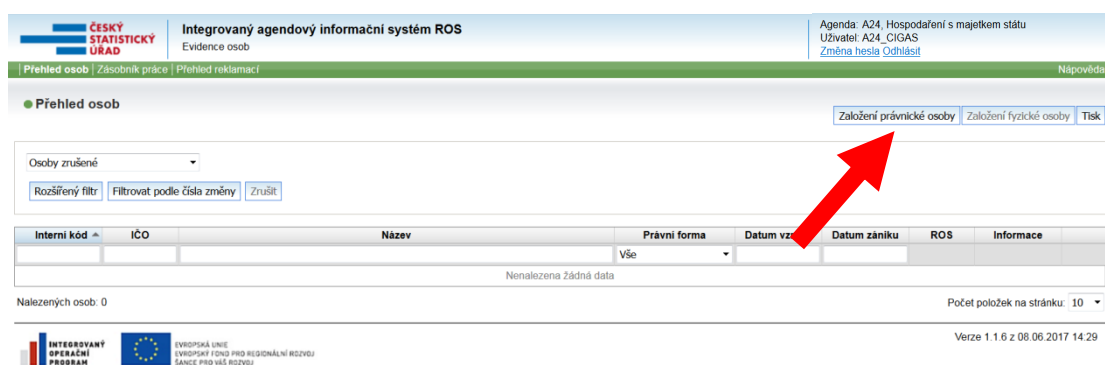 ČESKÝ
STATISTICKÝ
ÚŘAD
Integrovaný agendový informační systém ROS
Evidence osob
Agenda: A24, Hospodaření s majetkem státu
Uživatel: A24_CIGAS
Změna hesla Odhlásit
Přehled osob | Zásobník práce | Přehled reklamací Nápověda
Přehled osob
Založení právnické osoby Založení fyzické osoby Tisk
Osoby zrušené
Rozšířený filtr Filtrovat podle čísla změny Zrušit
Interní kód IČO Název Právní forma Datum Datum zániku ROS Informace
Vše
Nenalezena žádná data
Nalezených osob: 0 Počet položek na stránku: 10
Verze 1.1.6 z 08.06.2017 14:29
INTEGROVANÝ
OPERAČNÍ
PROGRAM
EVROPSKÁ UNIE
EVROPSKÝ FOND PRO REGIONÁLNÍ ROZVOJ
ŠANCE PRO VÁŠ ROZVOJ